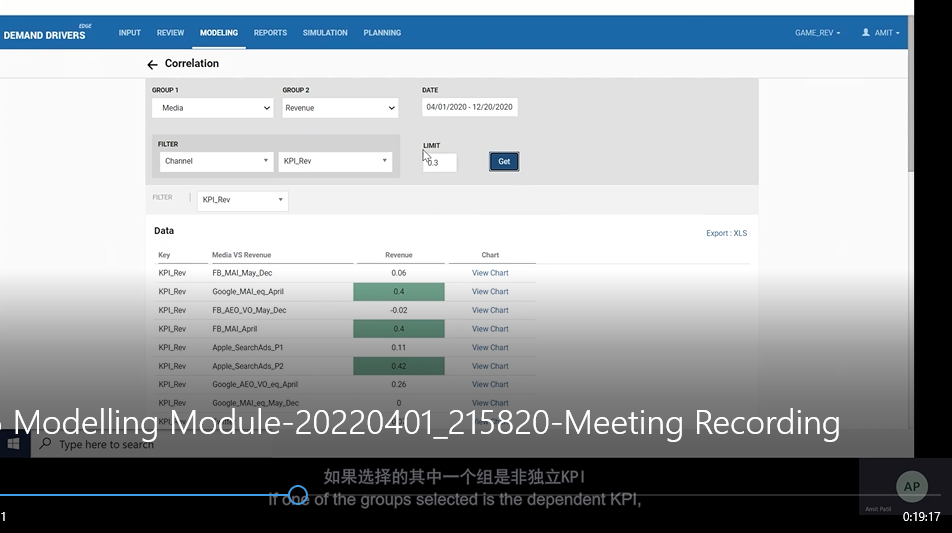 EDGE
DEMAND DRIVERS
INPUT REVIEW MODELING REPORTS SIMULATION PLANNING GAME_REV AMIT
Correlation
GROUP 1 GROUP 2 DATE
Media Revenue 04/01/2020 - 12/20/2020
FILTER LIMIT
Channel KPI_Rev 0.3 Get
FILTER KPI_Rev
Data Export : XLS
Key Media VS Revenue Revenue Chart
KPI_Rev FB_MAI_May_Dec 0.06 View Chart
KPI_Rev Google_MAI_eq_April 0.4 View Chart
KPI_Rev FB_AEO_VO_May_Dec -0.02 View Chart
KPI_Rev FB_MAI_April 0.4 View Chart
KPI_Rev Apple_SearchAds_P1 0.11 View Chart
KPI_Rev Apple_SearchAds_P2 0.42 View Chart
KPI_Rev Google_AEO_VO_eq_April 0.26 View Chart
KPI_Rev Google_MAI_eq_May_Dec 0 View Chart
Modelling Module-20220401_215820-Meeting Recording
Type here to search
如果选择的其中一个组是非独立KPI
If one of the groups selected is the dependent KPI,
AP
Amit Patil
1 0:19:17